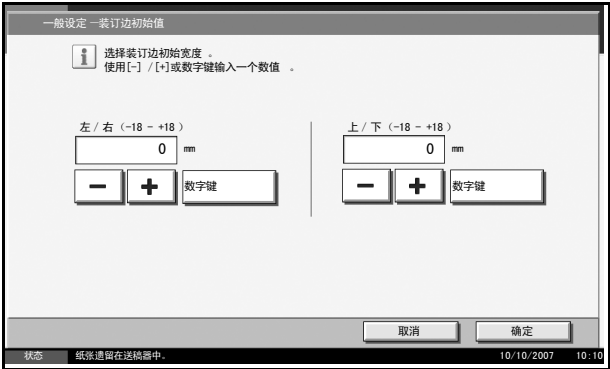 一般设定 -装订边初始值
选择装订边初始宽度 。
使用[-] /[+]或数字键输入一个数值 。
左/右 (-18 - +18 )
上/下 (-18 - +18 )
0 mm
0 mm
- + 数字键
- + 数字键
取消
确定
状态
纸张遗留在送稿器中.
10/10/2007 10:10